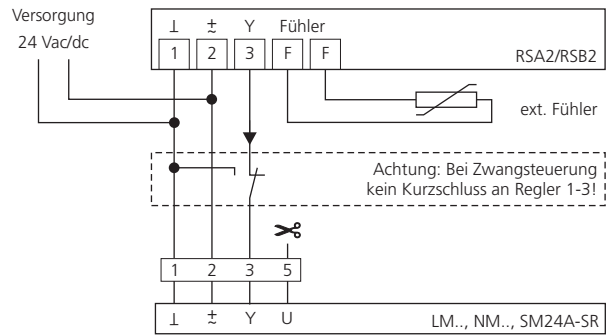 Versorgung
24 Vac/dc
⊥ ± ~ Y Fühler
1 2 3 F F
RSA2/RSB2
ext. Fühler
Achtung: Bei Zwangsteuerung
kein Kurzschluss an Regler 1-3!
1 2 3 5
⊥ ± ~ Y U
LM.., NM.., SM24A-SR